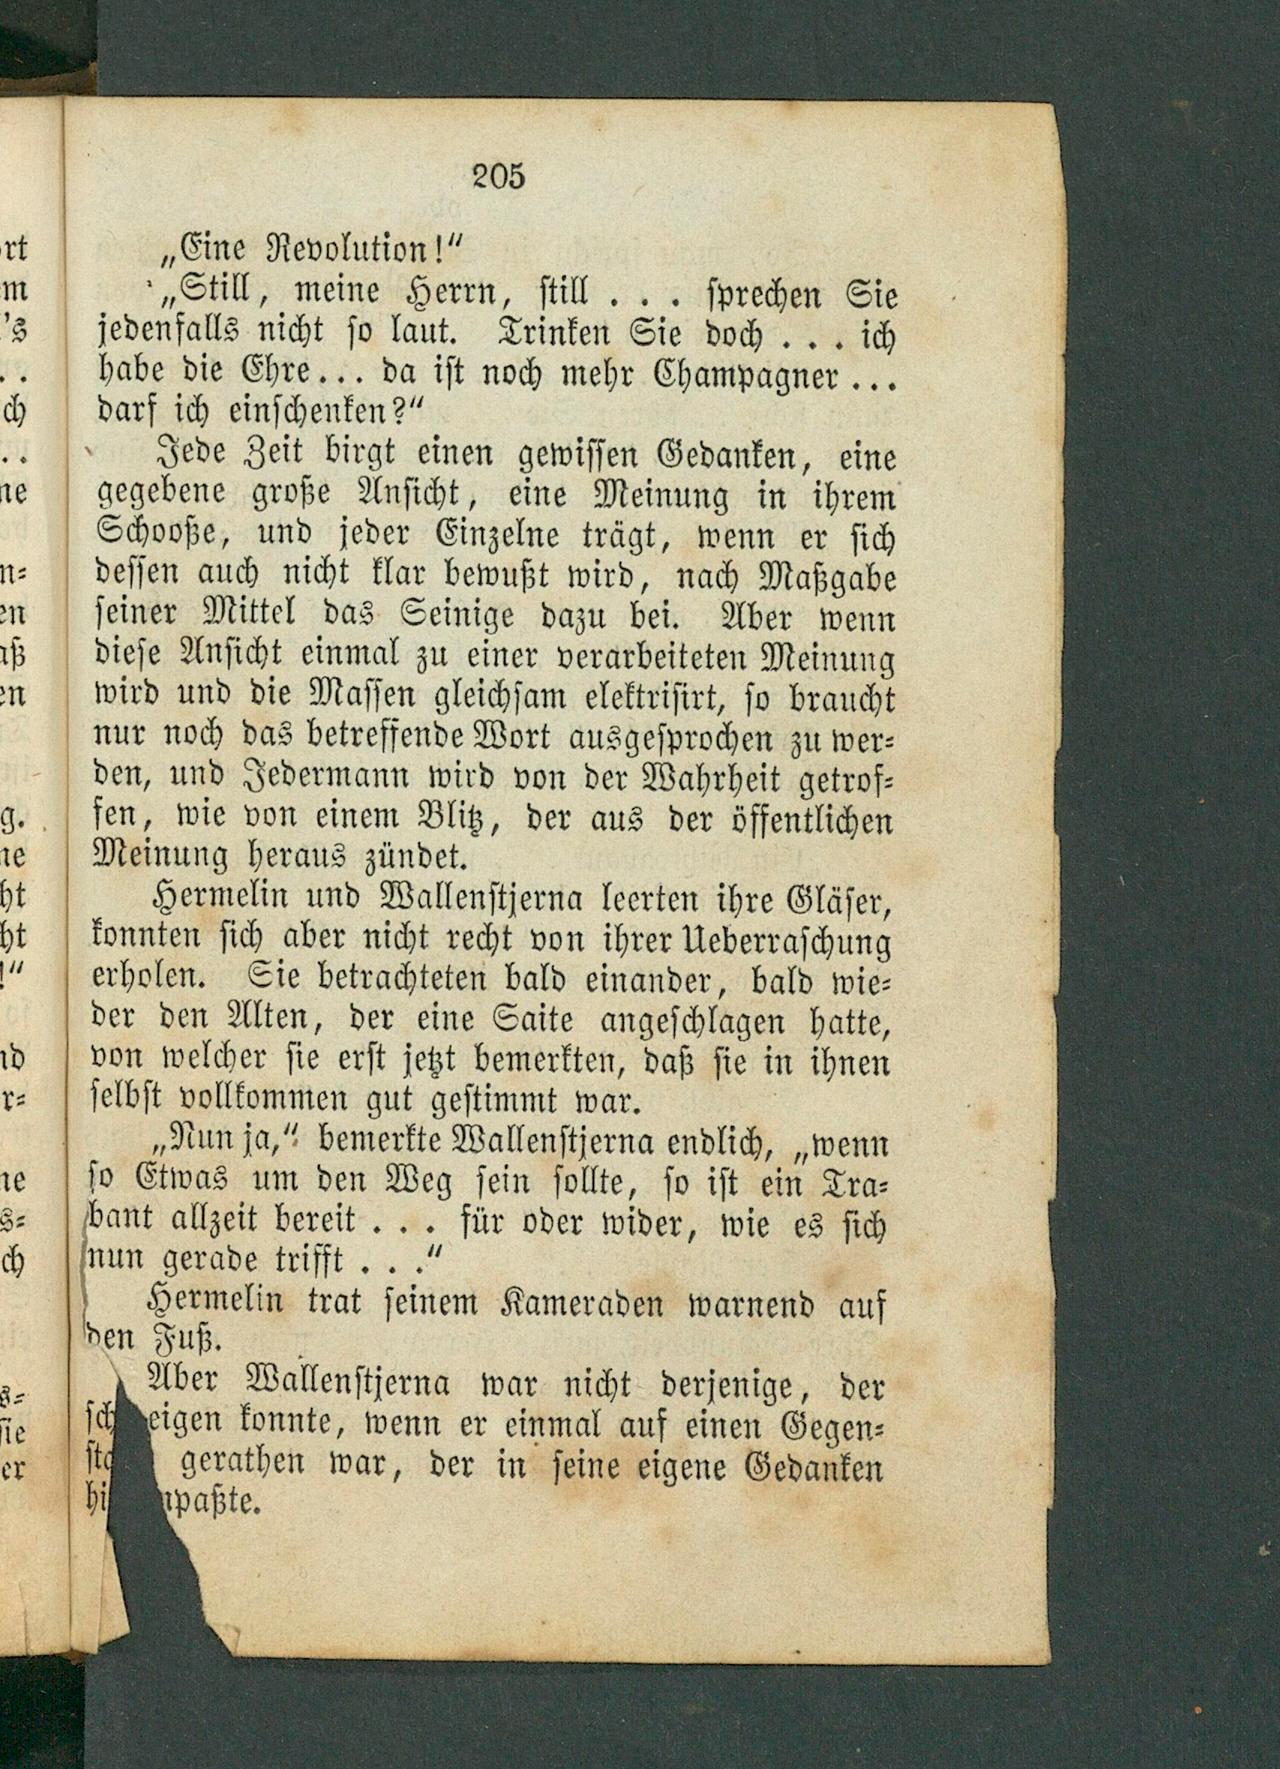 205
„Eine Revolution!“
„Still, meine Herrn, still . . . sprechen Sie
jedenfalls nicht so laut. Trinken Sie doch . . . ich
habe die Ehre... da ist noch mehr Champagner...
darf ich einschenken?“
Jede Zeit birgt einen gewissen Gedanken, eine
gegebene große Ansicht, eine Meinung in ihrem
Schooße, und jeder Einzelne trägt, wenn er sich
dessen auch nicht klar bewußt wird, nach Maßgabe
seiner Mittel das Seinige dazu bei. Aber wenn
diese Ansicht einmal zu einer verarbeiteten Meinung
wird und die Massen gleichsam elektrisirt, so braucht
nur noch das betreffende Wort ausgesprochen zu wer-
den, und Jedermann wird von der Wahrheit getrof-
fen, wie von einem Blitz, der aus der öffentlichen
Meinung heraus zündet.
Hermelin und Wallenstjerna leerten ihre Gläser,
konnten sich aber nicht recht von ihrer Ueberraschung
erholen. Sie betrachteten bald einander, bald wie-
der den Alten, der eine Saite angeschlagen hatte,
von welcher sie erst jetzt bemerkten, daß sie in ihnen
selbst vollkommen gut gestimmt war.
„Nun ja,“ bemerkte Wallenstjerna endlich, „wenn
so Etwas um den Weg sein sollte, so ist ein Tra-
bant allzeit bereit . . . für oder wider, wie es sich
nun gerade trifft . . .“
Hermelin trat seinem Kameraden warnend auf
den Fuß.
Aber Wallenstjerna war nicht derjenige, der
sch eigen konnte, wenn er einmal auf einen Gegen-
sta gerathen war, der in seine eigene Gedanken
hi npaßte.